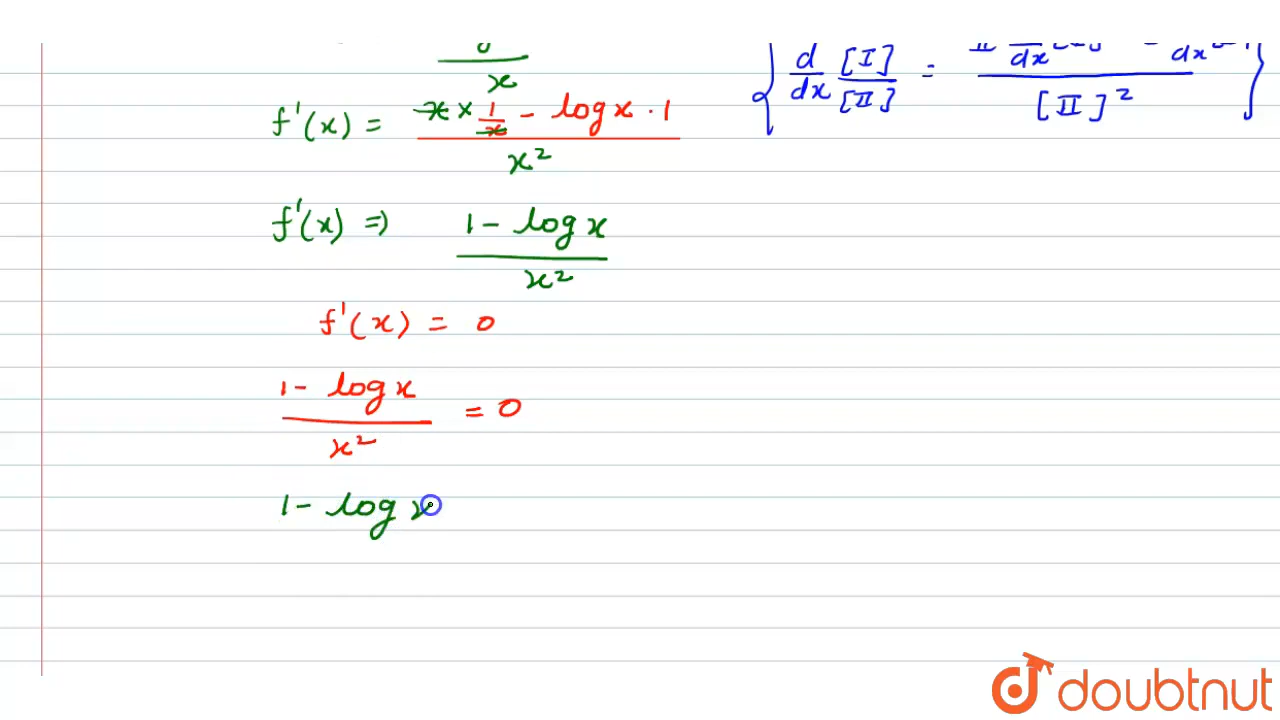 x
f'(x) = x × 1/x - log x · 1 / x²
d/dx [I]/[II] = / [II]²
f'(x) ⇒ 1 - log x / x²
f'(x) = 0
1 - log x / x² = 0
1 - log x
doubtnut